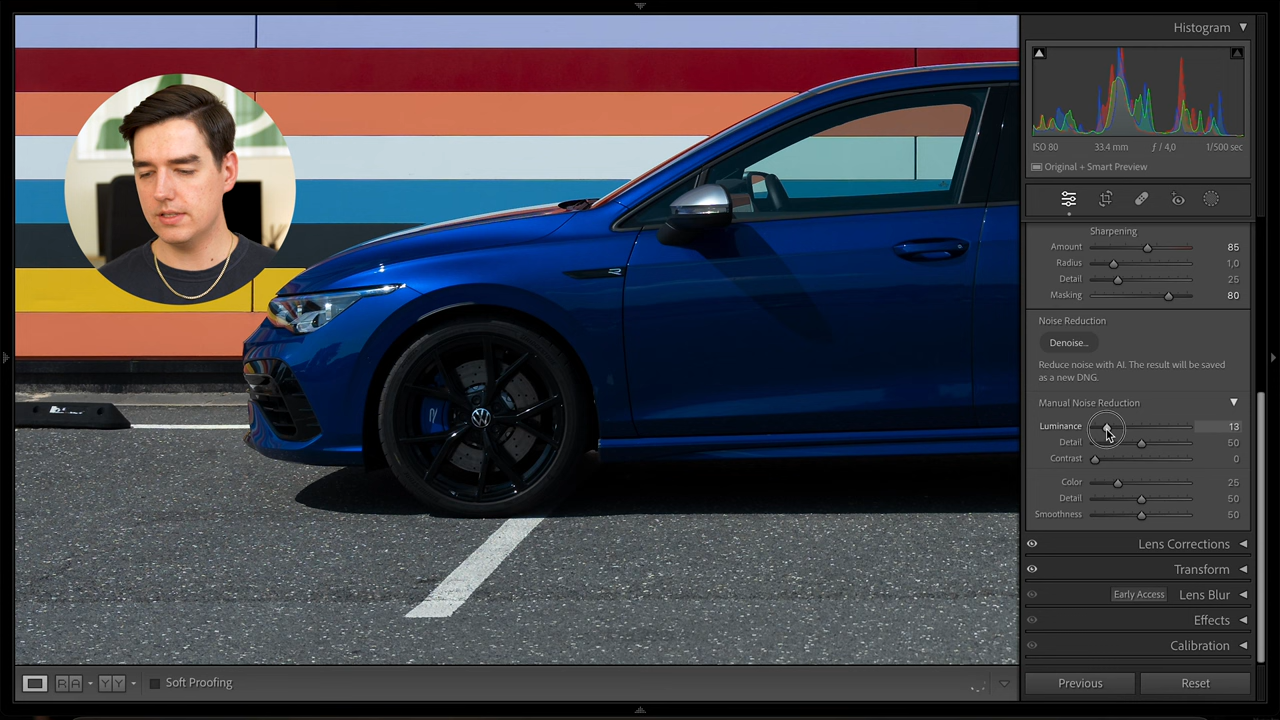 Histogram
ISO 80 33.4 mm ƒ / 4,0 1/500 sec
Original + Smart Preview
Sharpening
Amount 85
Radius 1,0
Detail 25
Masking 80
Noise Reduction
Denoise...
Reduce noise with AI. The result will be saved
as a new DNG.
Manual Noise Reduction
Luminance 13
Detail 50
Contrast 0
Color 25
Detail 50
Smoothness 50
Lens Corrections
Transform
Early Access Lens Blur
Effects
Calibration
R A Y Y Soft Proofing
Previous Reset